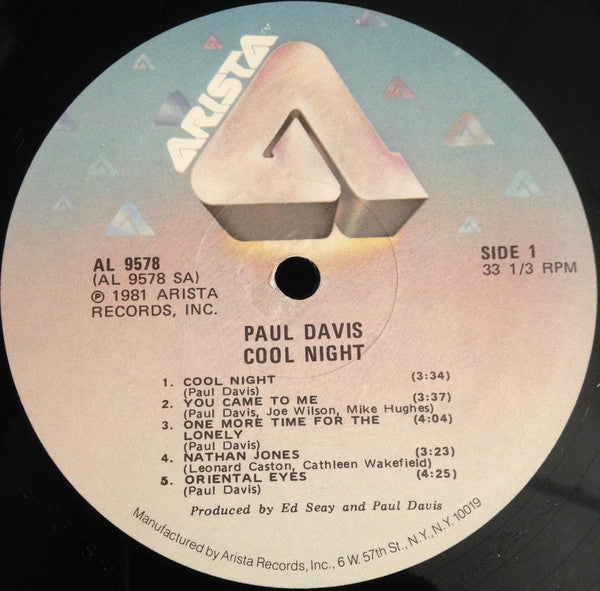 ARISTA™
AL 9578
(AL 9578 SA)
℗ 1981 ARISTA
RECORDS, INC.
SIDE 1
33 1/3 RPM
PAUL DAVIS
COOL NIGHT
1. COOL NIGHT (3:34)
(Paul Davis)
2. YOU CAME TO ME (3:37)
(Paul Davis, Joe Wilson, Mike Hughes)
3. ONE MORE TIME FOR THE (4:04)
LONELY
(Paul Davis)
4. NATHAN JONES (3:23)
(Leonard Caston, Cathleen Wakefield)
5. ORIENTAL EYES (4:25)
(Paul Davis)
Produced by Ed Seay and Paul Davis
Manufactured by Arista Records, Inc., 6 W. 57th St., N.Y., N.Y. 10019